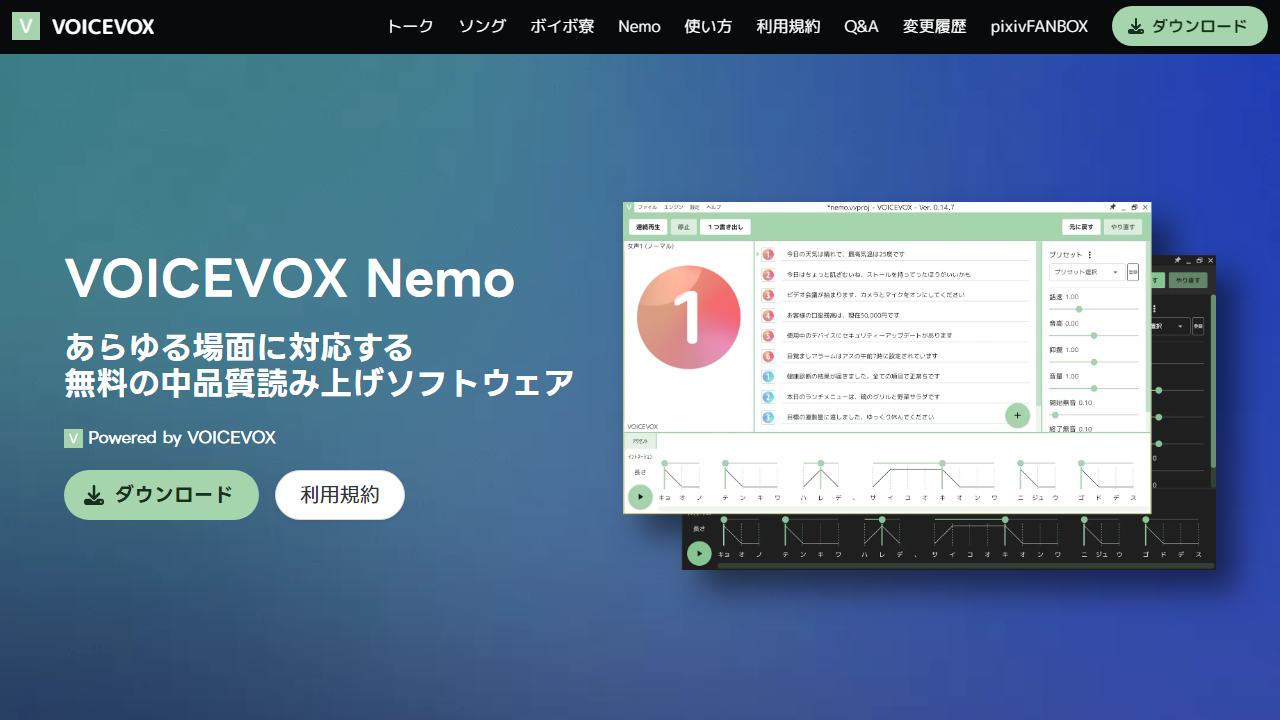 V VOICEVOX トーク ソング ボイボ寮 Nemo 使い方 利用規約 Q&A 変更履歴 pixivFANBOX ダウンロード
VOICEVOX Nemo
あらゆる場面に対応する
無料の中品質読み上げソフトウェア
V Powered by VOICEVOX
ダウンロード 利用規約
V ファイル エンジン 設定 ヘルプ *nemo.vvproj - VOICEVOX - Ver. 0.14.7
連続再生 停止 1つ書き出し 元に戻す やり直す
女声1 (ノーマル)
1
1 今日の天気は晴れで、最高気温は25度です
2 今日はちょっと肌ざむいね、ストールを持ってったほうがいいかも
3 ビデオ会議が始まります、カメラとマイクをオンにしてください
4 お客様の口座残高は、現在50,000円です
5 使用中のデバイスにセキュリティーアップデートがあります
6 目覚ましアラームはアスの午前7時に設定されています
1 健康診断の結果が届きました、全ての項目で正常ちです
2 本日のランチメニューは、鶏のグリルと野菜サラダです
3 目標の運動量に達しました、ゆっくり休んでください
VOICEVOX
プリセット
プリセット選択 登録
話速 1.00
音高 0.00
抑揚 1.00
音量 1.00
開始無音 0.10
終了無音 0.10
アクセント
イントネーション
長さ
キョ オ ノ テ ン キ ワ ハ レ デ 、 サ イ コ オ キ オ ン ワ ニ ジュ ウ ゴ ド デ ス
す やり直す
選択
長さ
キョ オ ノ テ ン キ ワ ハ レ デ 、 サ イ コ オ キ オ ン ワ ニ ジュ ウ ゴ ド デ ス